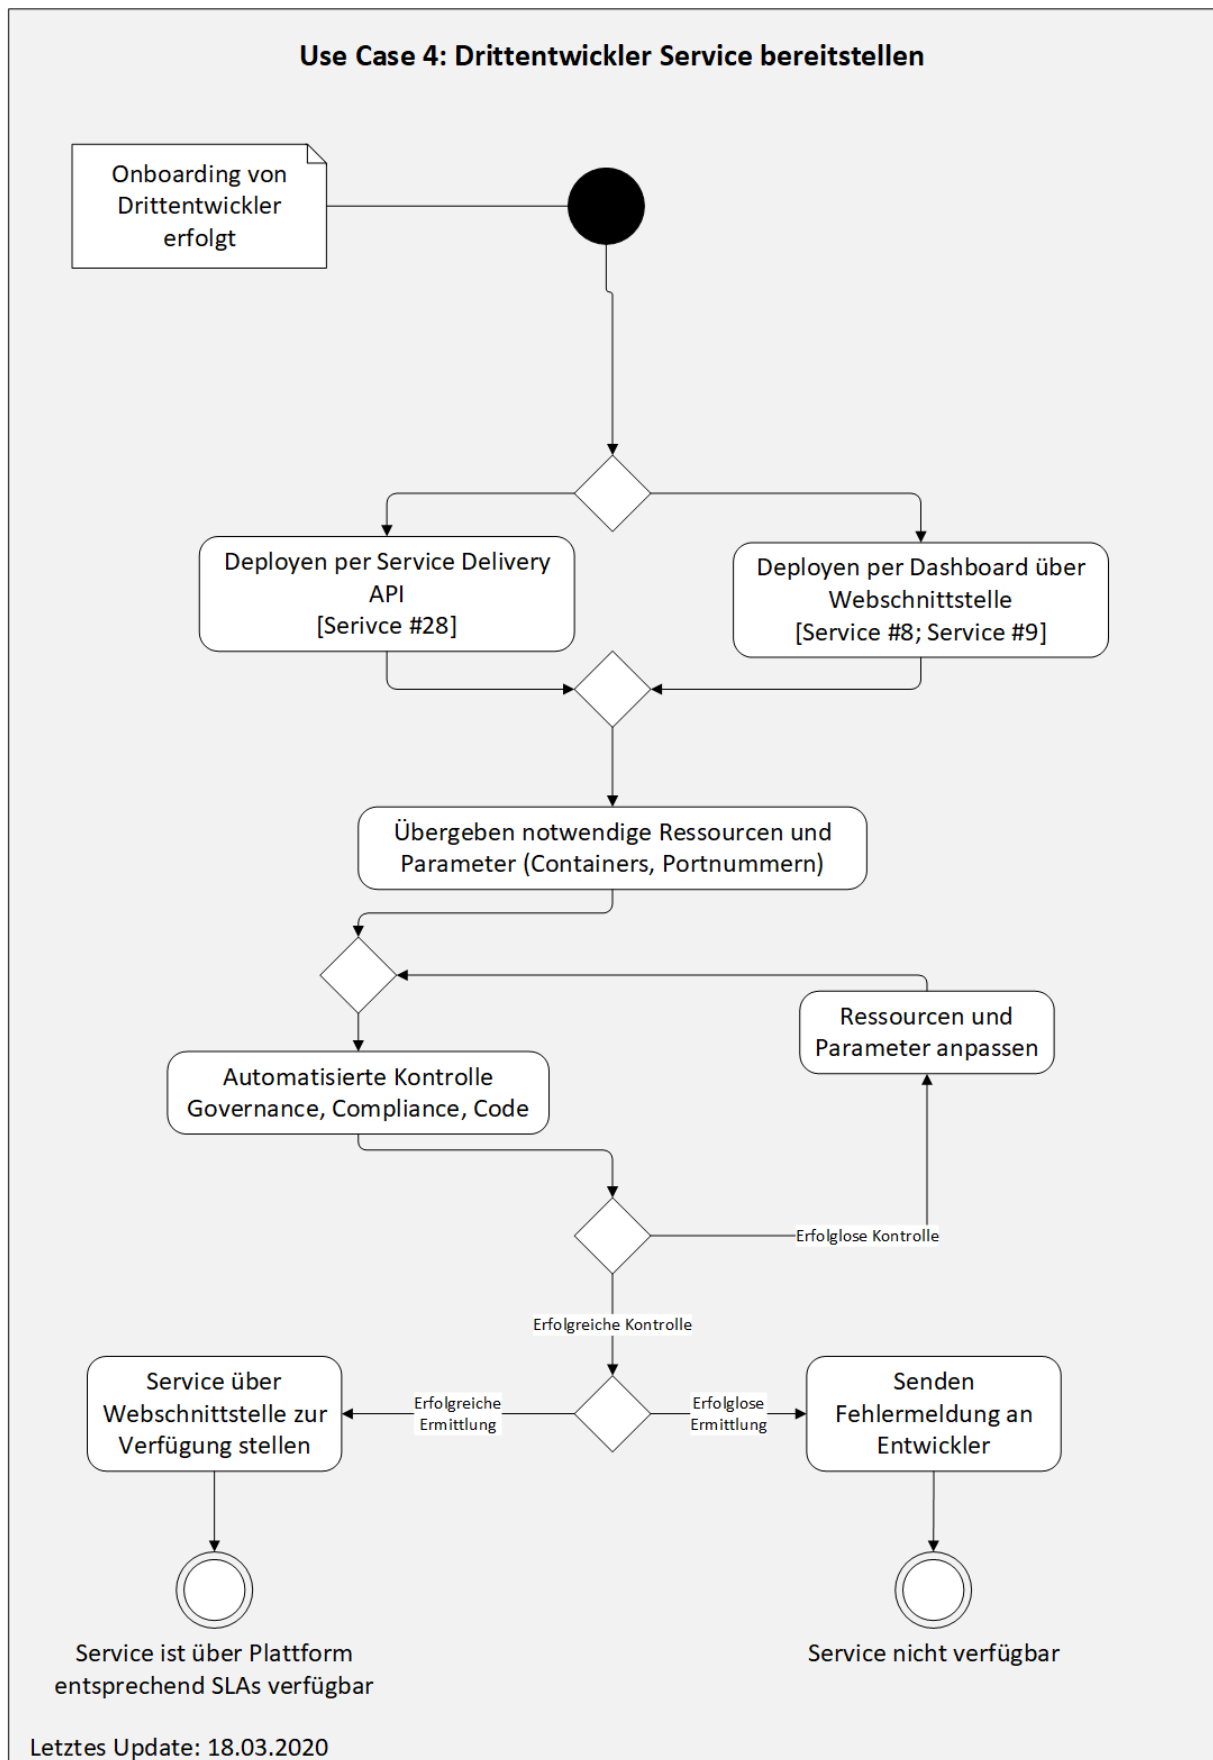 Use Case 4: Drittentwickler Service bereitstellen
Onboarding von
Drittentwickler
erfolgt
Deployen per Service Delivery
API
[Serivce #28]
Deployen per Dashboard über
Webschnittstelle
[Service #8; Service #9]
Übergeben notwendige Ressourcen und
Parameter (Containers, Portnummern)
Ressourcen und
Parameter anpassen
Automatisierte Kontrolle
Governance, Compliance, Code
Erfolglose Kontrolle
Erfolgreiche Kontrolle
Service über
Webschnittstelle zur
Verfügung stellen
Erfolgreiche
Ermittlung
Erfolglose
Ermittlung
Senden
Fehlermeldung an
Entwickler
Service ist über Plattform
entsprechend SLAs verfügbar
Service nicht verfügbar
Letztes Update: 18.03.2020